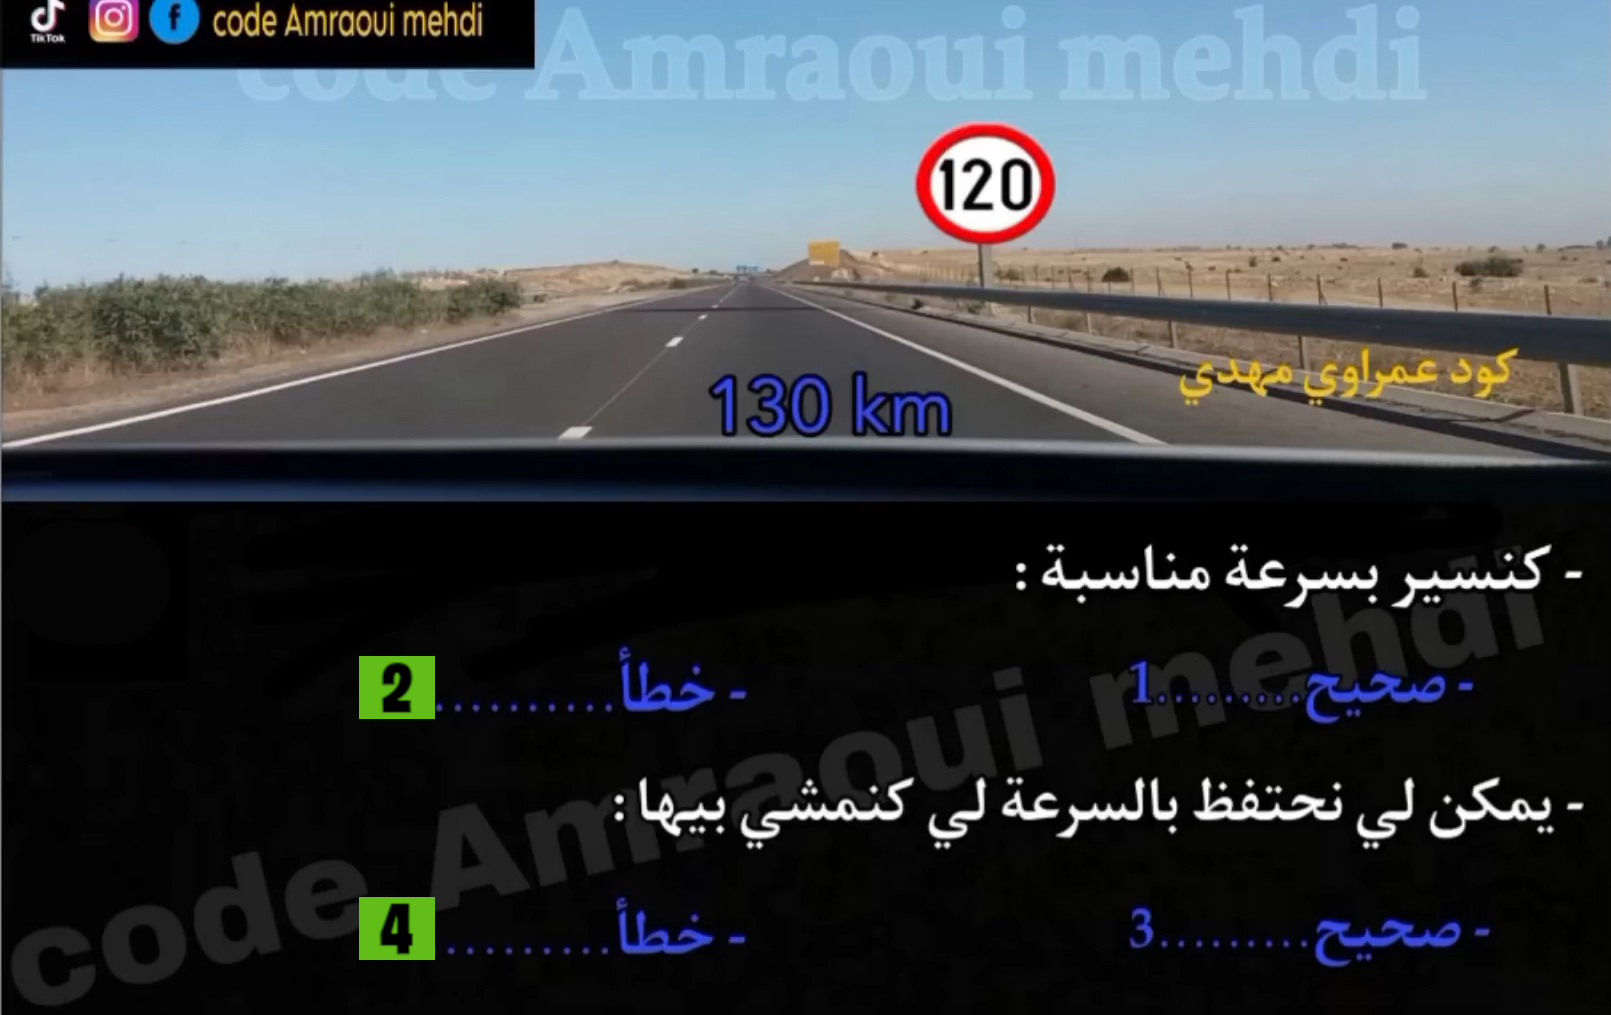 TikTok code Amraoui mehdi
code Amraoui mehdi
120
كود عمراوي مهدي
130 km
- كنسير بسرعة مناسبة :
- صحيح.........1 - خطأ..........2
- يمكن لي نحتفظ بالسرعة لي كنمشي بيها :
- صحيح.........3 - خطأ.........4
code Amraoui mehdi